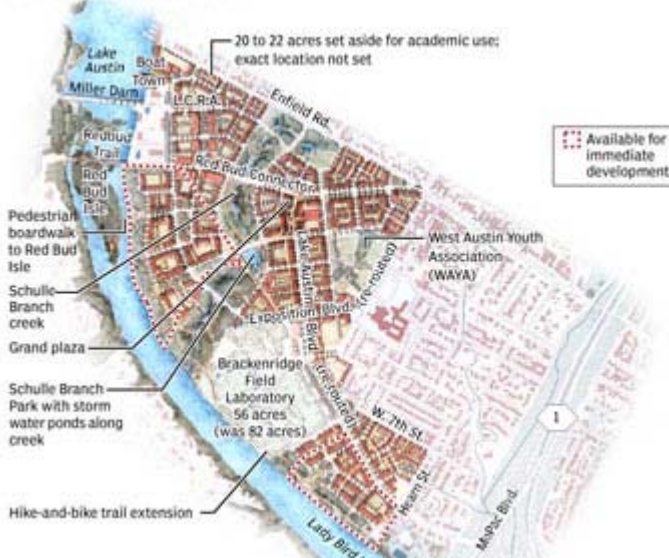 20 to 22 acres set aside for academic use;
exact location not set
Lake
Austin
Boat
Town
Miller Dam
L.C.R.A.
Enfield Rd.
Redbud
Trail
Red
Bud
Isle
Red Bud Connector
Available for
immediate
development
Pedestrian
boardwalk
to Red Bud
Isle
West Austin Youth
Association
(WAYA)
Schulle
Branch
creek
Lake Austin Blvd. (re-routed)
Exposition Blvd. (re-routed)
Grand plaza
Brackenridge
Field
Laboratory
56 acres
(was 82 acres)
Schulle Branch
Park with storm
water ponds along
creek
W. 7th St.
1
Hearn St.
MoPac Blvd.
Hike-and-bike trail extension
Lady Bird